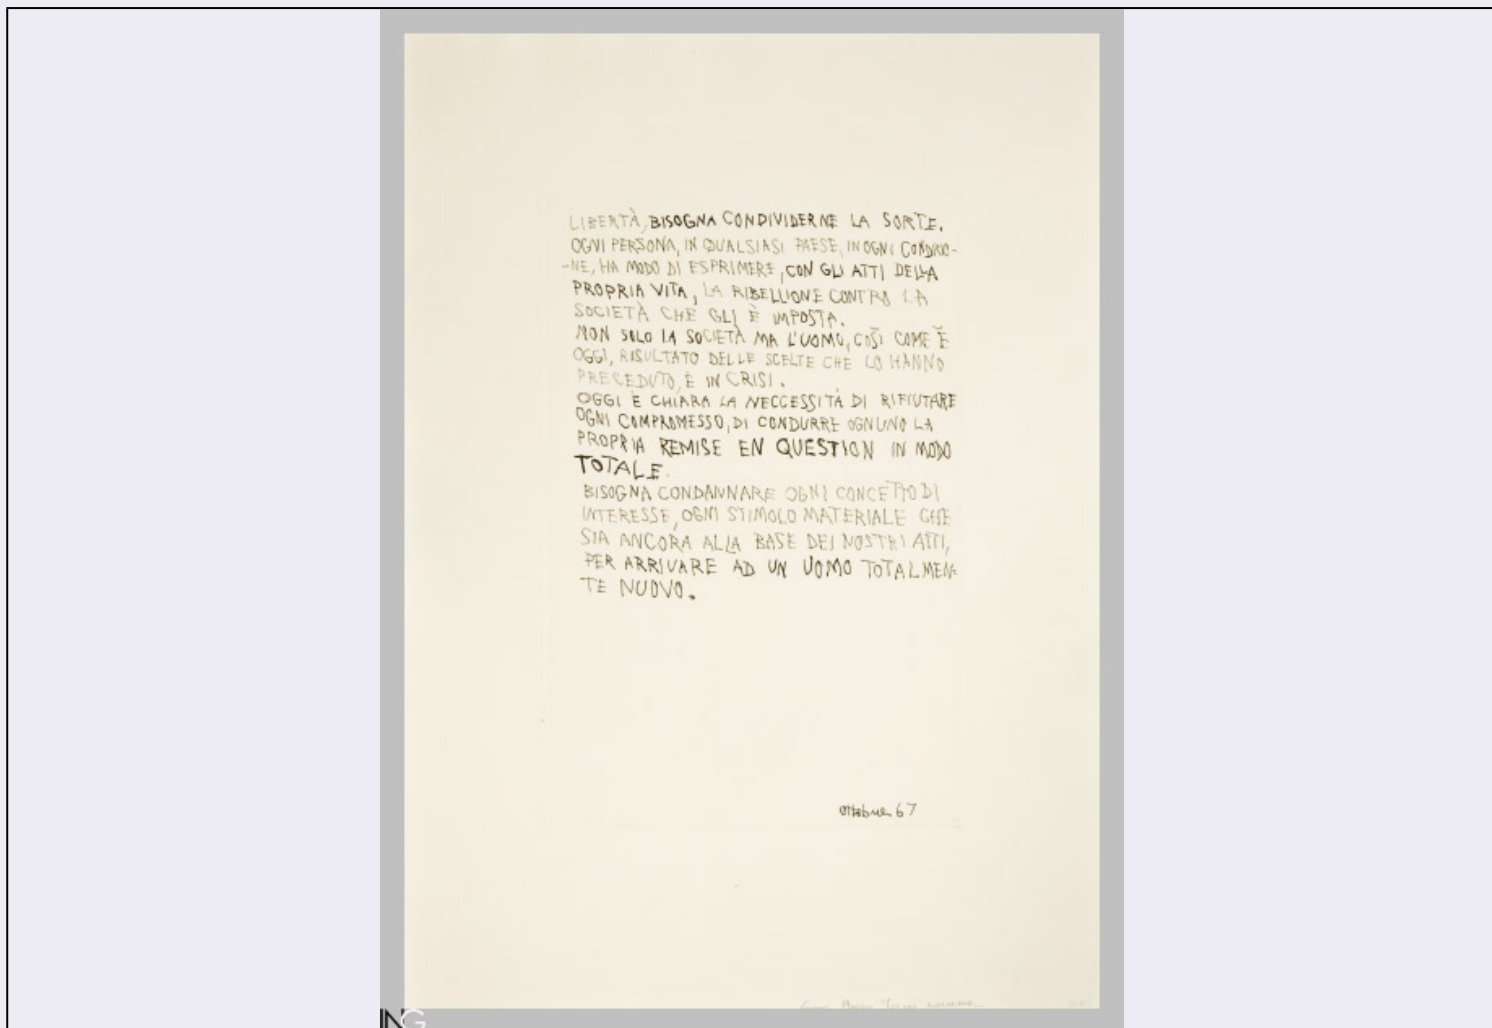 LIBERTÀ, BISOGNA CONDIVIDERNE LA SORTE.
OGNI PERSONA, IN QUALSIASI PAESE, IN OGNI CONDIZIO-
-NE, HA MODO DI ESPRIMERE, CON GLI ATTI DELLA
PROPRIA VITA, LA RIBELLIONE CONTRO LA
SOCIETÀ CHE GLI È IMPOSTA.
NON SOLO LA SOCIETÀ MA L'UOMO, COSÌ COME È
OGGI, RISULTATO DELLE SCELTE CHE LO HANNO
PRECEDUTO, È IN CRISI.
OGGI È CHIARA LA NECCESSITÀ DI RIFIUTARE
OGNI COMPROMESSO, DI CONDURRE OGNUNO LA
PROPRIA REMISE EN QUESTION IN MODO
TOTALE.
BISOGNA CONDANNARE OGNI CONCETTO DI
INTERESSE, OGNI STIMOLO MATERIALE CHE
SIA ANCORA ALLA BASE DEI NOSTRI ATTI,
PER ARRIVARE AD UN UOMO TOTALMEN-
TE NUOVO.
ottobre 67